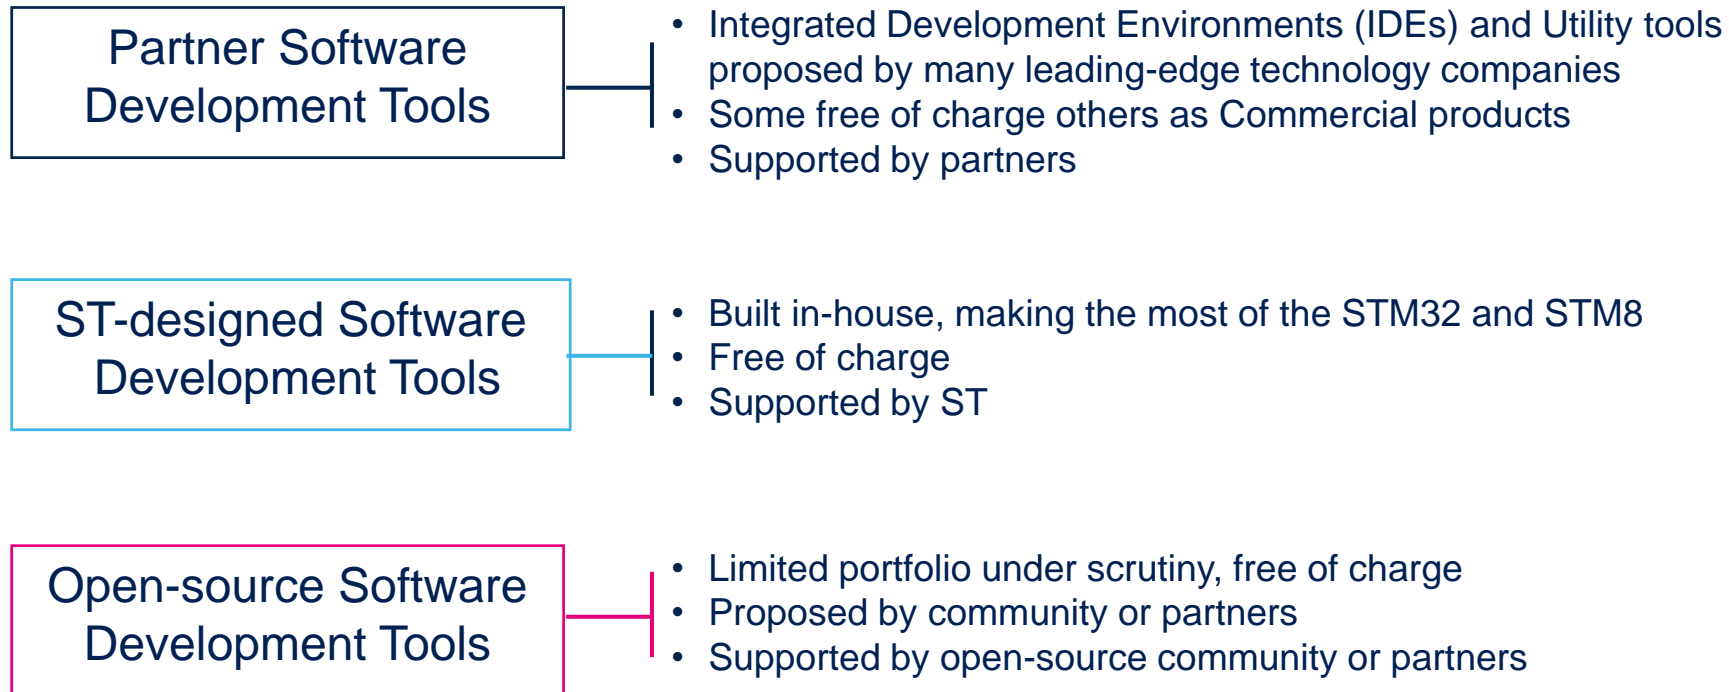 Partner Software
Development Tools
• Integrated Development Environments (IDEs) and Utility tools
proposed by many leading-edge technology companies
• Some free of charge others as Commercial products
• Supported by partners
ST-designed Software
Development Tools
• Built in-house, making the most of the STM32 and STM8
• Free of charge
• Supported by ST
Open-source Software
Development Tools
• Limited portfolio under scrutiny, free of charge
• Proposed by community or partners
• Supported by open-source community or partners